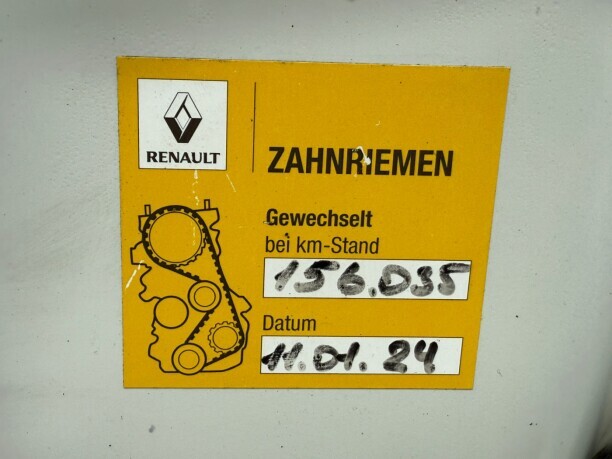 RENAULT
ZAHNRIEMEN
Gewechselt
bei km-Stand
156.035
Datum
11.01.24